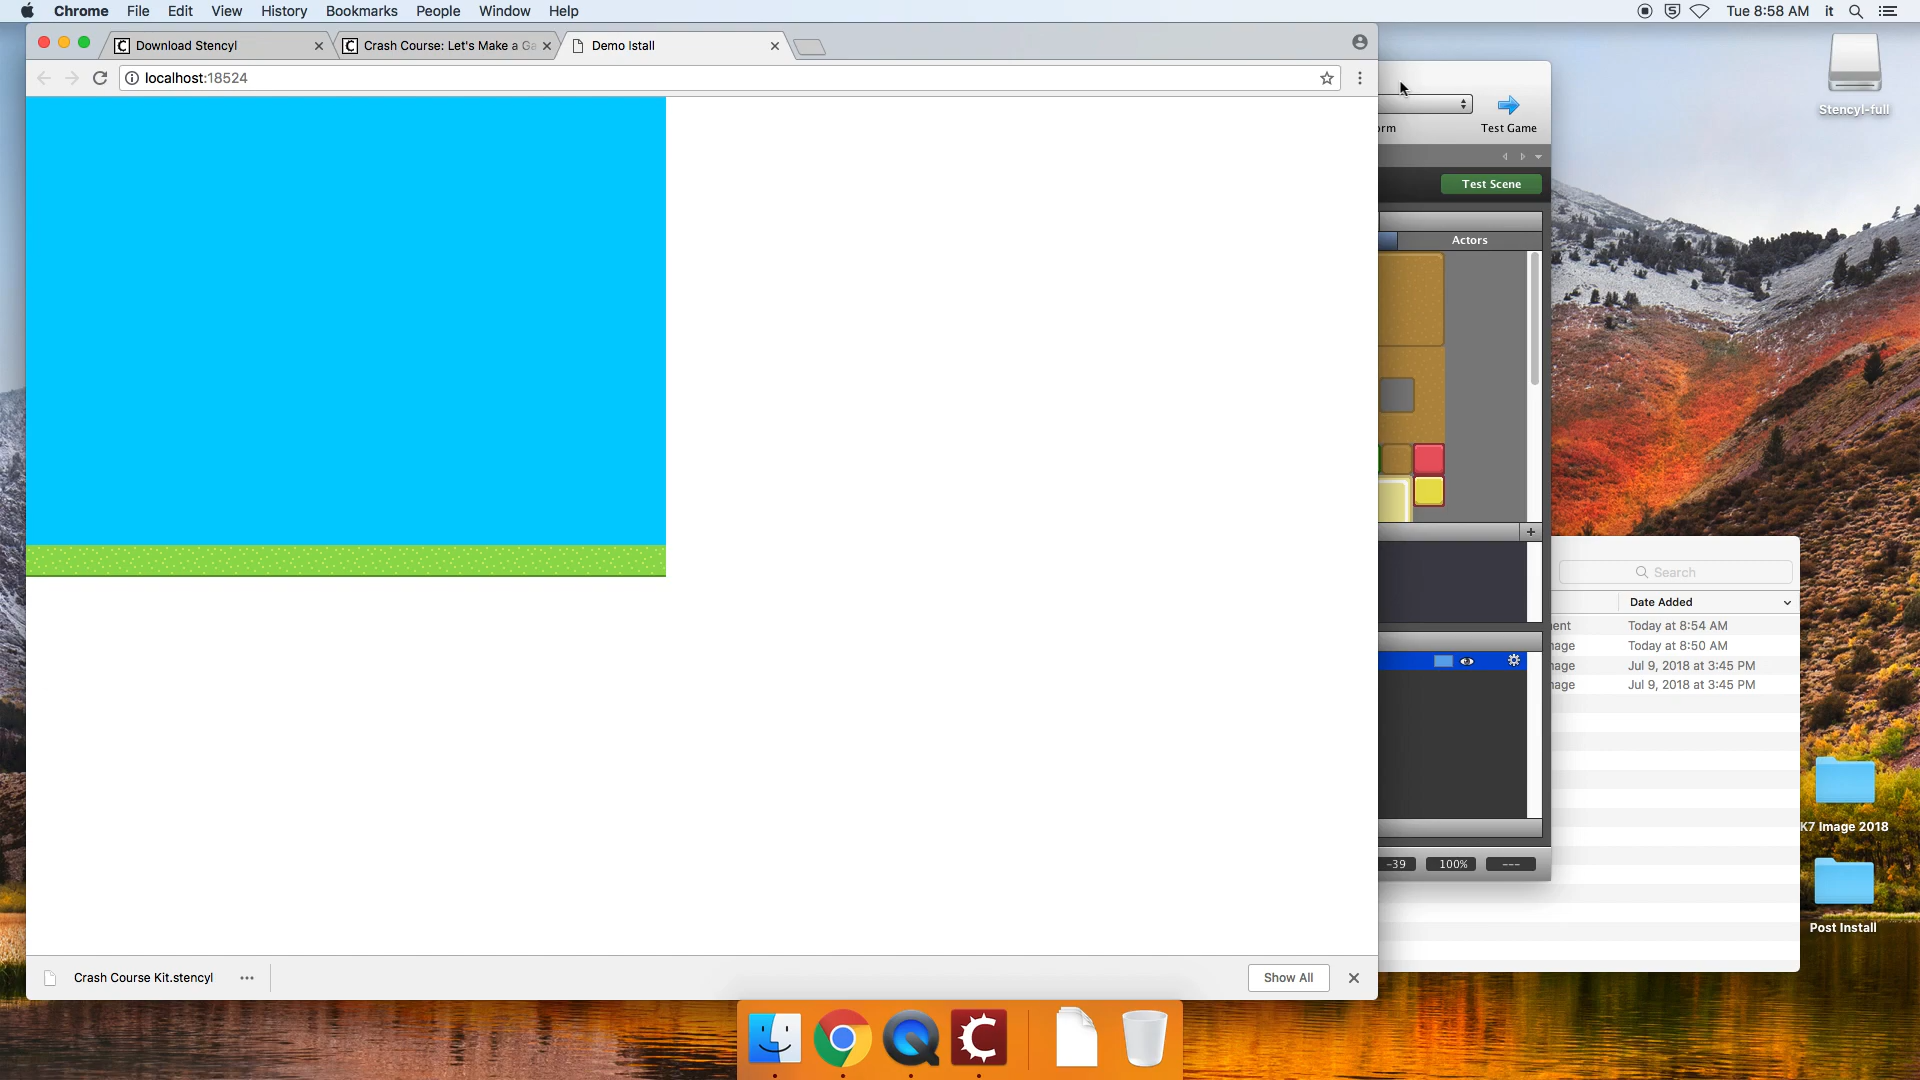 Chrome File Edit View History Bookmarks People Window Help
Tue 8:58 AM it
Download Stencyl
Crash Course: Let's Make a Ga
Demo Istall
localhost:18524
Stencyl-full
Test Game
Test Scene
Actors
Search
Date Added
Today at 8:54 AM
Today at 8:50 AM
Jul 9, 2018 at 3:45 PM
Jul 9, 2018 at 3:45 PM
K7 Image 2018
-39 100% ---
Post Install
Crash Course Kit.stencyl
Show All